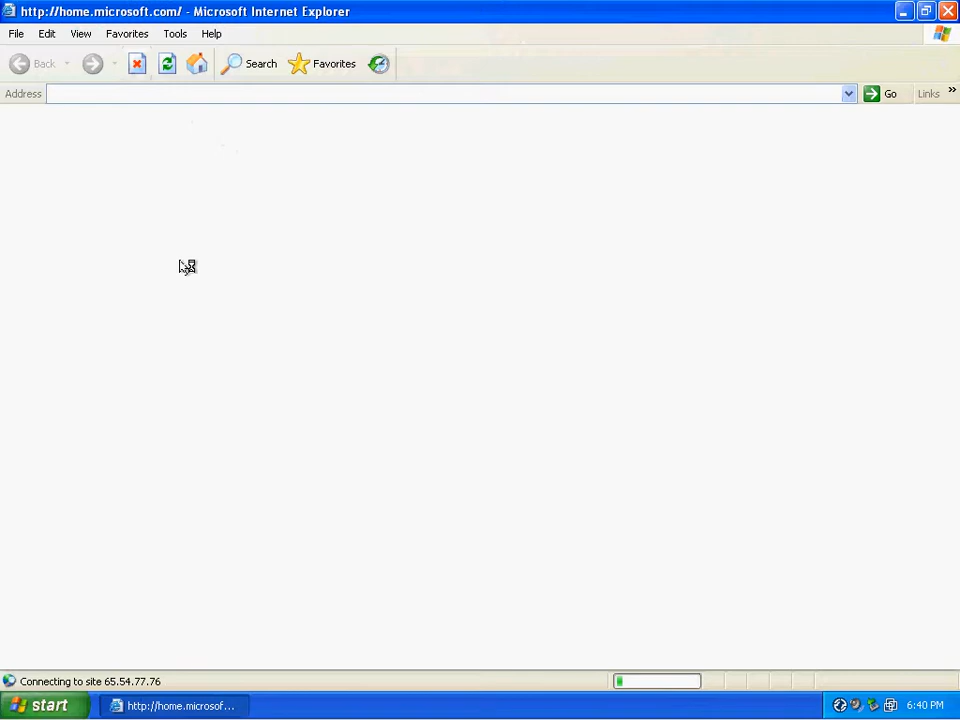 http://home.microsoft.com/ - Microsoft Internet Explorer
File Edit View Favorites Tools Help
Back Search Favorites
Address Go Links »
Connecting to site 65.54.77.76
start http://home.microsof... 6:40 PM